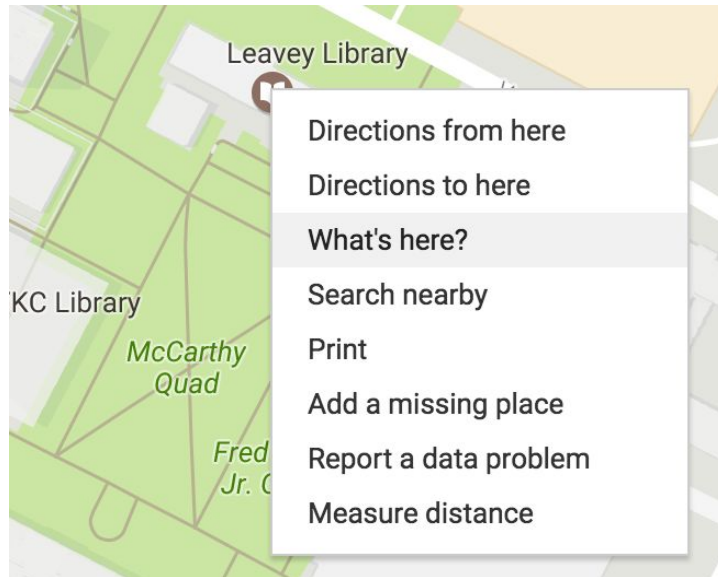 Leavey Library
Directions from here
Directions to here
What's here?
Search nearby
Print
Add a missing place
Report a data problem
Measure distance
KC Library
McCarthy
Quad
Fred
Jr.